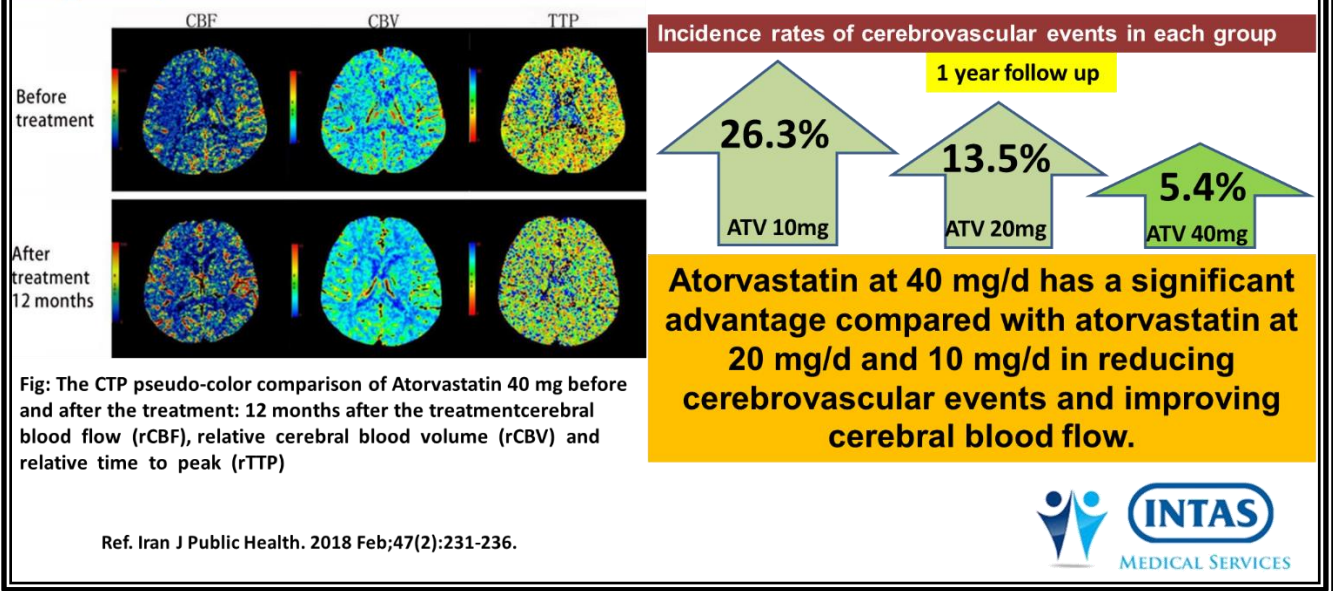 CBF CBV TTP
Before
treatment
After
treatment
12 months
Fig: The CTP pseudo-color comparison of Atorvastatin 40 mg before
and after the treatment: 12 months after the treatmentcerebral
blood flow (rCBF), relative cerebral blood volume (rCBV) and
relative time to peak (rTTP)
Ref. Iran J Public Health. 2018 Feb;47(2):231-236.
Incidence rates of cerebrovascular events in each group
1 year follow up
26.3%
ATV 10mg
13.5%
ATV 20mg
5.4%
ATV 40mg
Atorvastatin at 40 mg/d has a significant
advantage compared with atorvastatin at
20 mg/d and 10 mg/d in reducing
cerebrovascular events and improving
cerebral blood flow.
INTAS
MEDICAL SERVICES